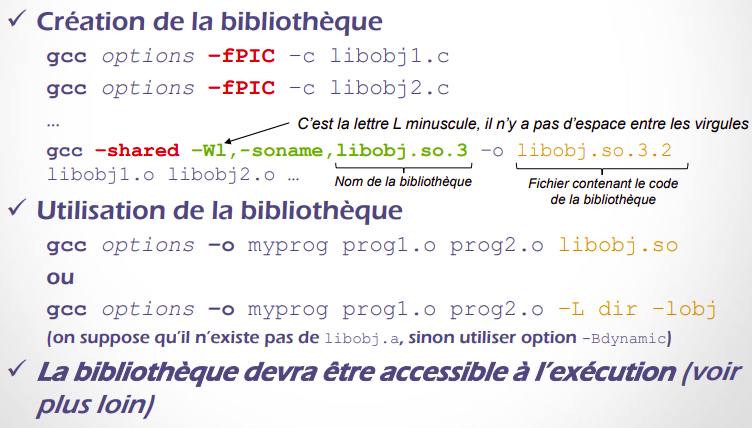 ✓ Création de la bibliothèque
gcc options –fPIC –c libobj1.c
gcc options –fPIC –c libobj2.c
…
C'est la lettre L minuscule, il n'y a pas d'espace entre les virgules
gcc –shared –Wl,-soname,libobj.so.3 –o libobj.so.3.2
libobj1.o libobj2.o …
Nom de la bibliothèque
Fichier contenant le code
de la bibliothèque
✓ Utilisation de la bibliothèque
gcc options –o myprog prog1.o prog2.o libobj.so
ou
gcc options –o myprog prog1.o prog2.o –L dir –lobj
(on suppose qu'il n'existe pas de libobj.a, sinon utiliser option -Bdynamic)
✓ La bibliothèque devra être accessible à l'exécution (voir
plus loin)